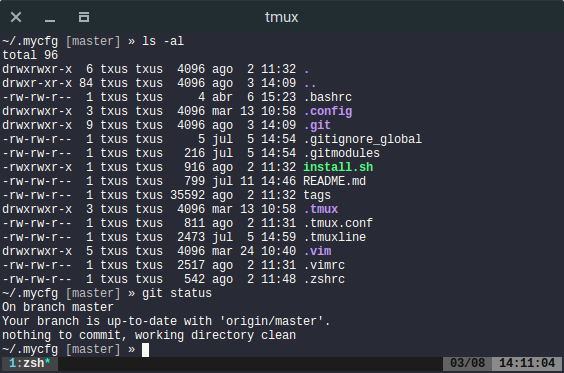 tmux
~/.mycfg [master] » ls -al
total 96
drwxrwxr-x  6 txus txus  4096 ago  2 11:32 .
drwxr-xr-x 84 txus txus  4096 ago  3 14:09 ..
-rw-rw-r--  1 txus txus     4 abr  6 15:23 .bashrc
drwxrwxr-x  3 txus txus  4096 mar 13 10:58 .config
drwxrwxr-x  9 txus txus  4096 ago  3 14:09 .git
-rw-rw-r--  1 txus txus     5 jul  5 14:54 .gitignore_global
-rw-rw-r--  1 txus txus   216 jul  5 14:54 .gitmodules
-rwxrwxr-x  1 txus txus   916 ago  2 11:32 install.sh
-rw-rw-r--  1 txus txus   799 jul 11 14:46 README.md
-rw-rw-r--  1 txus txus 35592 ago  2 11:32 tags
drwxrwxr-x  3 txus txus  4096 mar 13 10:58 .tmux
-rw-rw-r--  1 txus txus   811 ago  2 11:31 .tmux.conf
-rw-rw-r--  1 txus txus  2473 jul  5 14:59 .tmuxline
drwxrwxr-x  5 txus txus  4096 mar 24 10:40 .vim
-rw-rw-r--  1 txus txus  2517 ago  2 11:31 .vimrc
-rw-rw-r--  1 txus txus   542 ago  2 11:48 .zshrc
~/.mycfg [master] » git status
On branch master
Your branch is up-to-date with 'origin/master'.
nothing to commit, working directory clean
~/.mycfg [master] »
1:zsh* 03/08 14:11:04